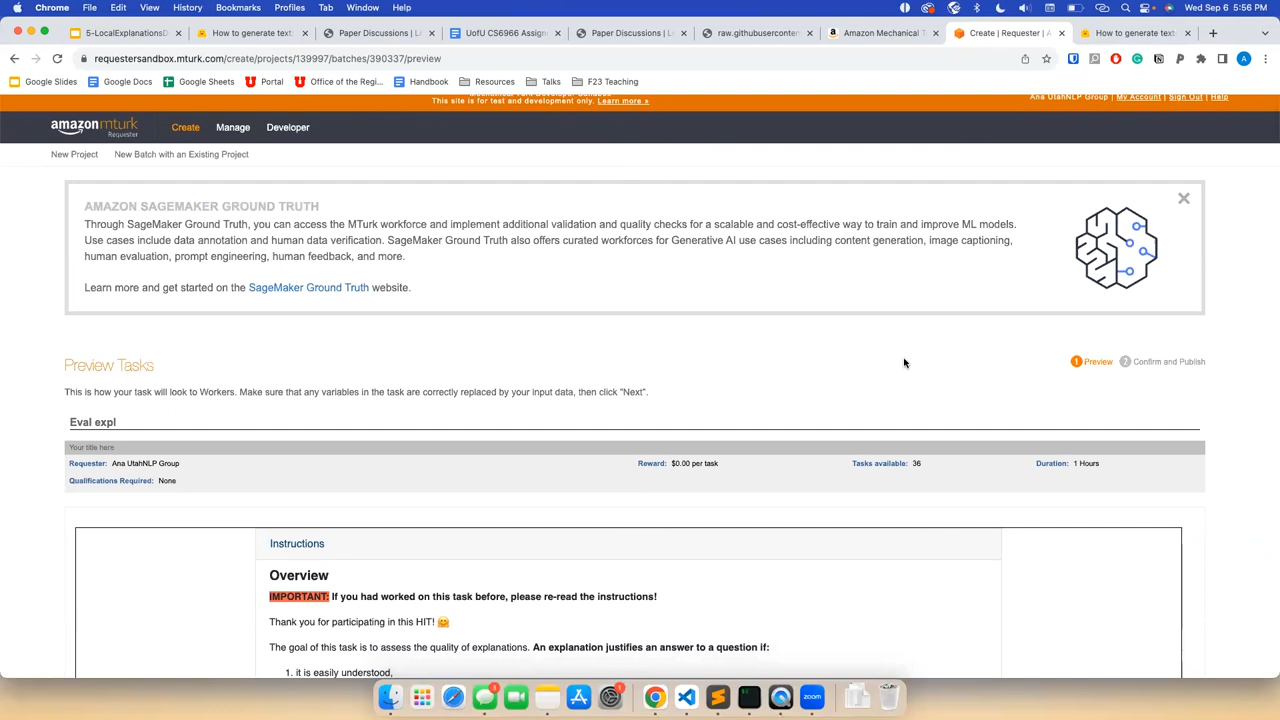 Chrome File Edit View History Bookmarks Profiles Tab Window Help Wed Sep 6 5:56 PM
5-LocalExplanationsD How to generate text: Paper Discussions | LA UofU CS6966 Assign Paper Discussions | L raw.githubuserconten Amazon Mechanical T Create | Requester | A How to generate text:
requestersandbox.mturk.com/create/projects/139997/batches/390337/preview
Google Slides Google Docs Google Sheets Portal Office of the Regi... Handbook Resources Talks F23 Teaching
This site is for test and development only. Learn more »
Ana UtahNLP Group | My Account | Sign Out | Help
amazon mturk Requester Create Manage Developer
New Project New Batch with an Existing Project
AMAZON SAGEMAKER GROUND TRUTH
Through SageMaker Ground Truth, you can access the MTurk workforce and implement additional validation and quality checks for a scalable and cost-effective way to train and improve ML models.
Use cases include data annotation and human data verification. SageMaker Ground Truth also offers curated workforces for Generative AI use cases including content generation, image captioning,
human evaluation, prompt engineering, human feedback, and more.
Learn more and get started on the SageMaker Ground Truth website.
Preview Tasks 1 Preview 2 Confirm and Publish
This is how your task will look to Workers. Make sure that any variables in the task are correctly replaced by your input data, then click "Next".
Eval expl
Your title here
Requester: Ana UtahNLP Group Reward: $0.00 per task Tasks available: 36 Duration: 1 Hours
Qualifications Required: None
Instructions
Overview
IMPORTANT: If you had worked on this task before, please re-read the instructions!
Thank you for participating in this HIT! 🤗
The goal of this task is to assess the quality of explanations. An explanation justifies an answer to a question if:
1. it is easily understood,
zoom